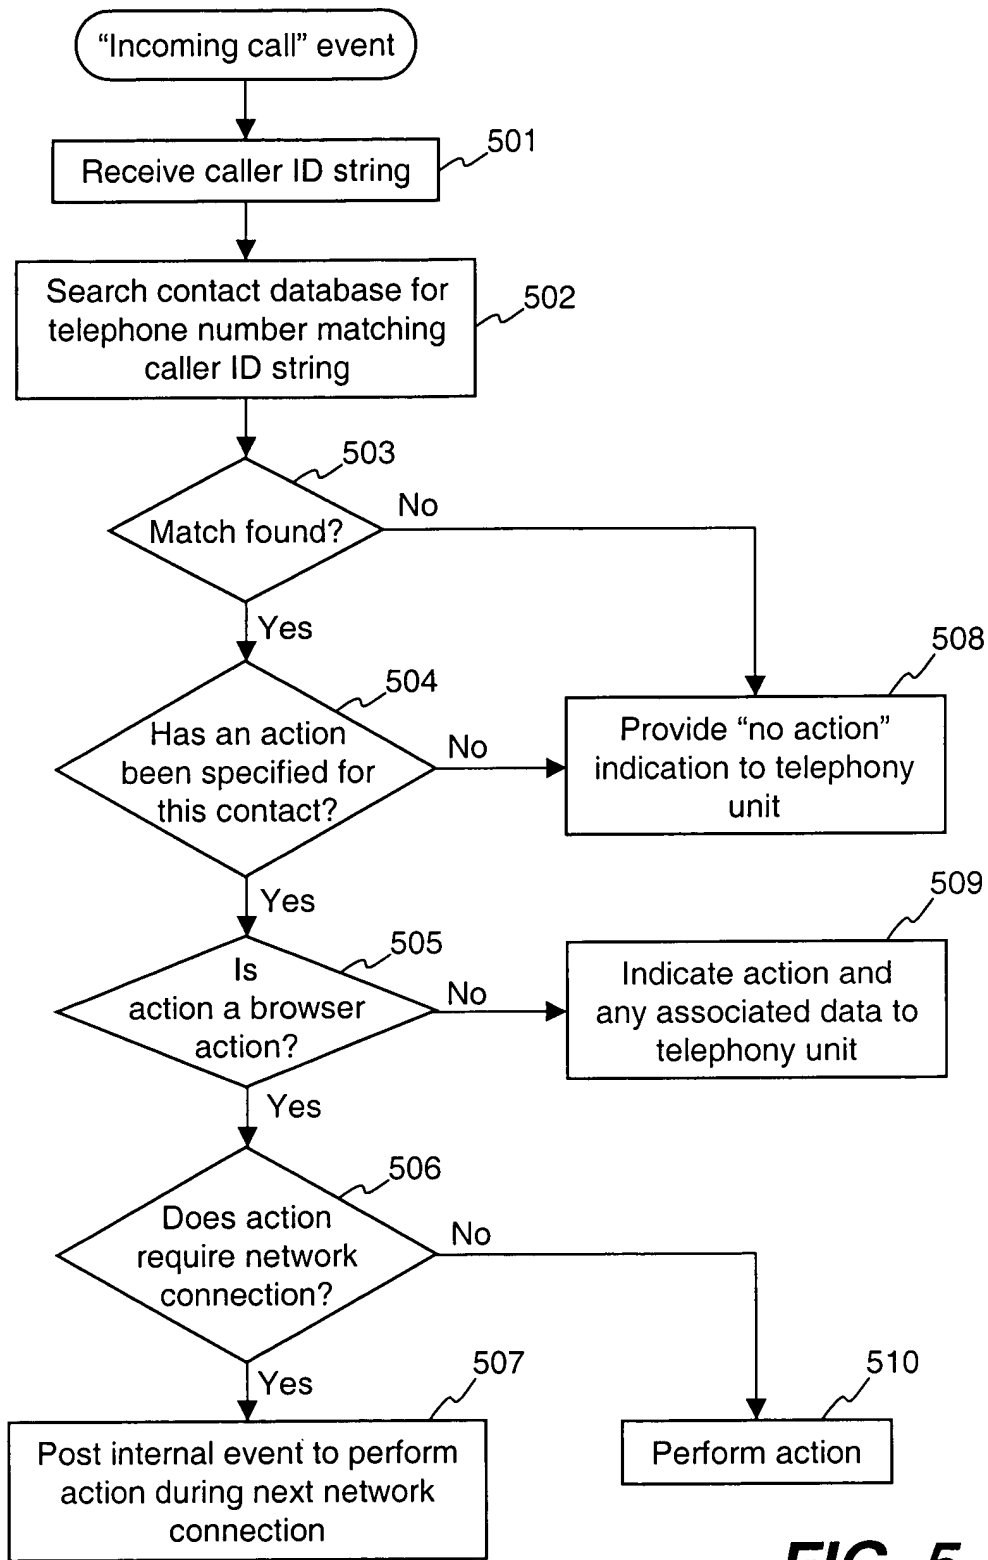 “Incoming call” event
501
Receive caller ID string
Search contact database for
telephone number matching
caller ID string
502
503
Match found?
No
Yes
504
Has an action
been specified for
this contact?
No
508
Provide “no action”
indication to telephony
unit
Yes
505
Is
action a browser
action?
No
509
Indicate action and
any associated data to
telephony unit
Yes
506
Does action
require network
connection?
No
Yes
507
Post internal event to perform
action during next network
connection
510
Perform action
FIG. 5